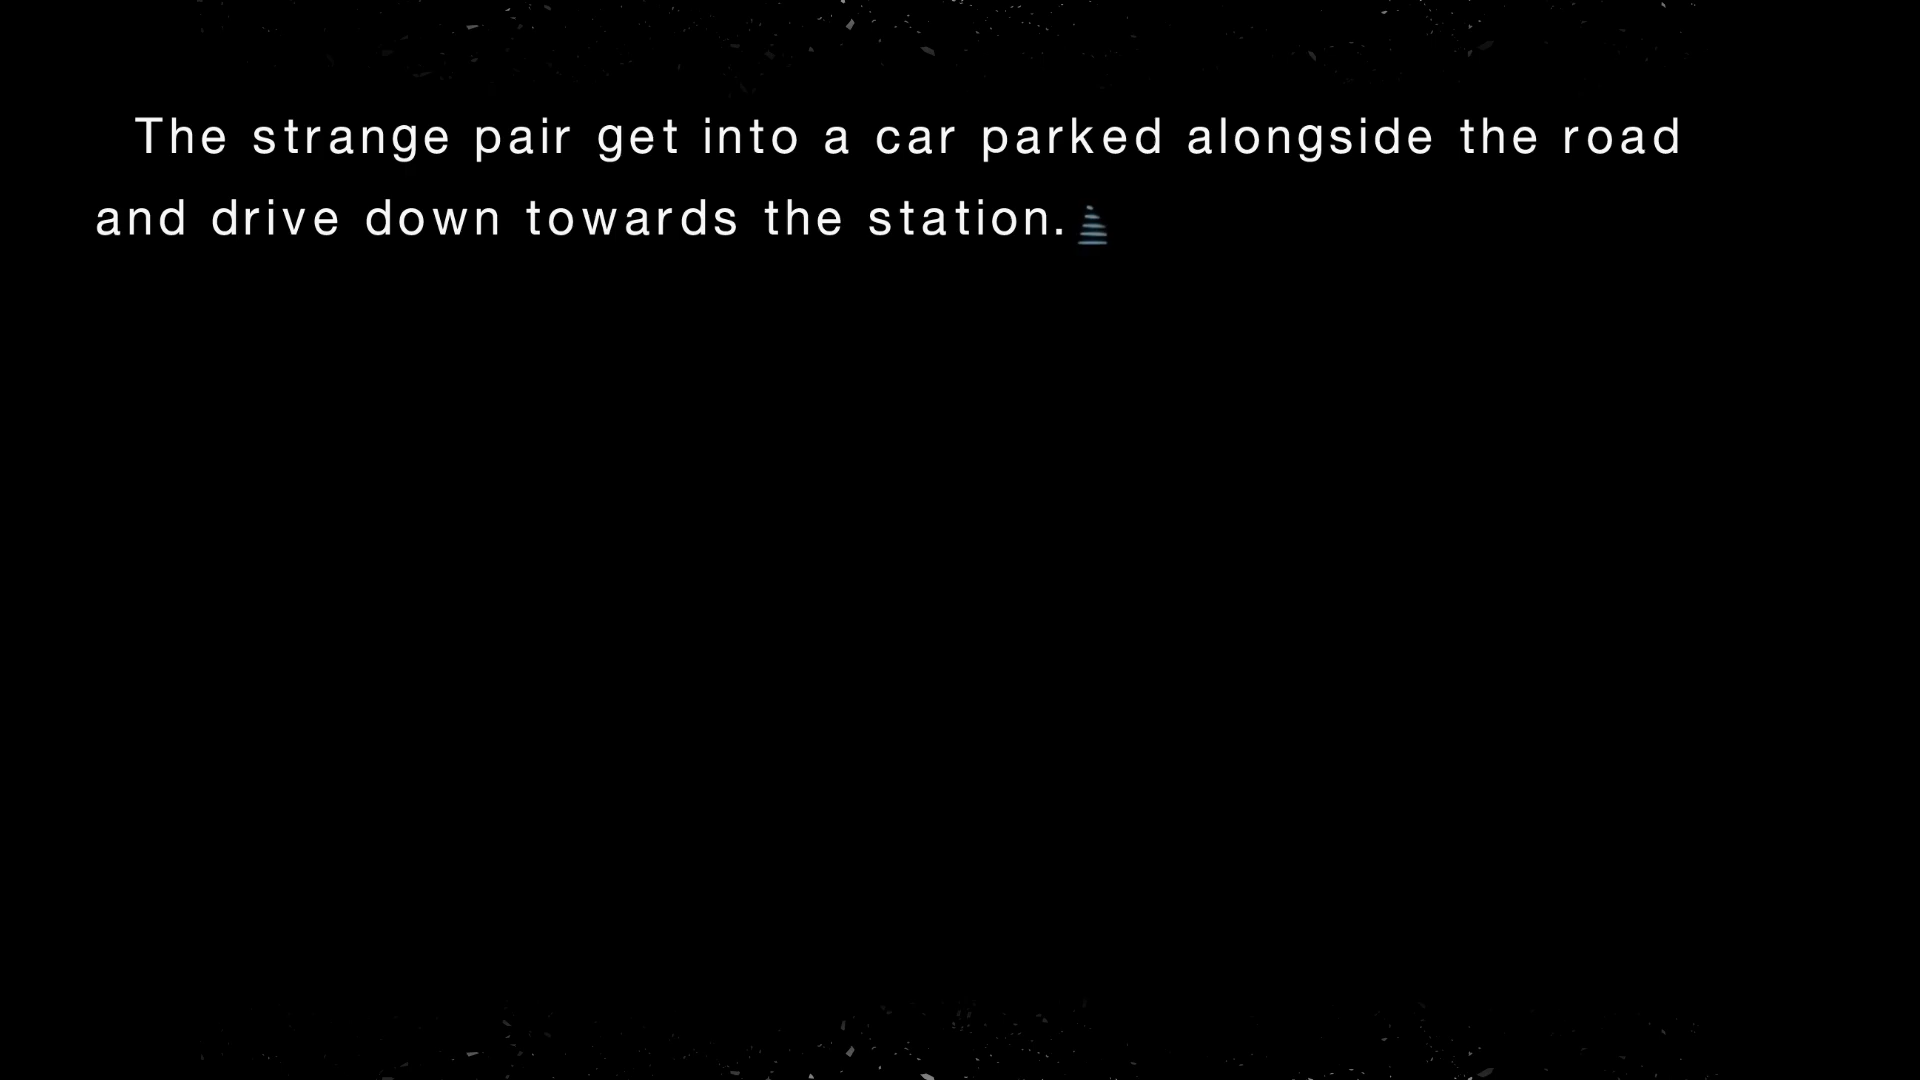 The strange pair get into a car parked alongside the road
and drive down towards the station.